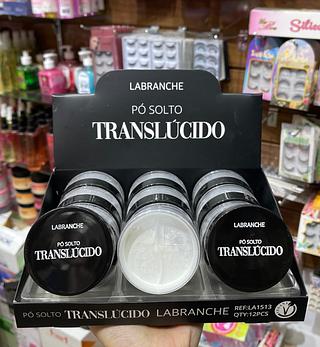 LABRANCHE
PÓ SOLTO
TRANSLÚCIDO
LABRANCHE
PÓ SOLTO
TRANSLÚCIDO
LABRANCHE
PÓ SOLTO
TRANSLÚCIDO
PÓ SOLTO TRANSLÚCIDO LABRANCHE
REF:LA1513
QTY:12PCS